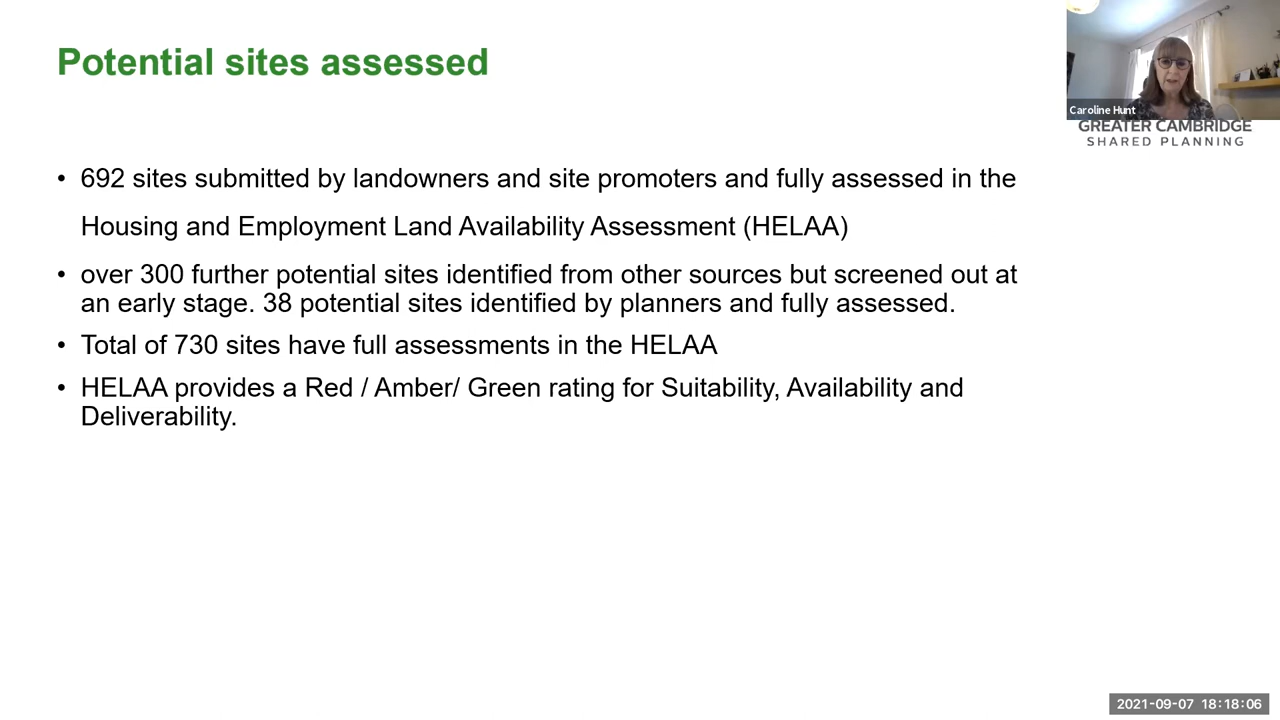 Potential sites assessed
Caroline Hunt
GREATER CAMBRIDGE
SHARED PLANNING
• 692 sites submitted by landowners and site promoters and fully assessed in the
Housing and Employment Land Availability Assessment (HELAA)
• over 300 further potential sites identified from other sources but screened out at
an early stage. 38 potential sites identified by planners and fully assessed.
• Total of 730 sites have full assessments in the HELAA
• HELAA provides a Red / Amber/ Green rating for Suitability, Availability and
Deliverability.
2021-09-07 18:18:06